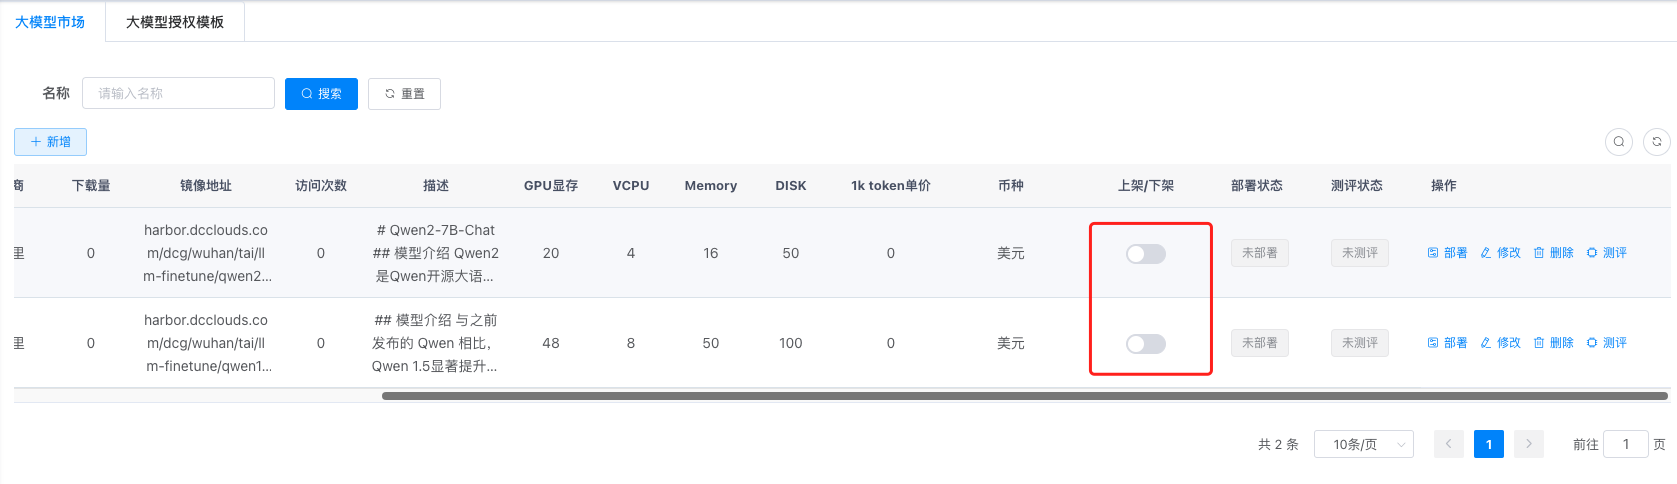 大模型市场 大模型授权模板
名称 请输入名称 搜索 重置
新增
商 下载量 镜像地址 访问次数 描述 GPU显存 VCPU Memory DISK 1k token单价 币种 上架/下架 部署状态 测评状态 操作
harbor.dcclouds.co # Qwen2-7B-Chat
里 0 m/dcg/wuhan/tai/ll 0 ## 模型介绍 Qwen2 20 4 16 50 0 美元 未部署 未测评 部署 修改 删除 测评
m-finetune/qwen2... 是Qwen开源大语...
harbor.dcclouds.co ## 模型介绍 与之前
里 0 m/dcg/wuhan/tai/ll 0 发布的 Qwen 相比， 48 8 50 100 0 美元 未部署 未测评 部署 修改 删除 测评
m-finetune/qwen1... Qwen 1.5显著提升...
共 2 条 10条/页 1 前往 1 页